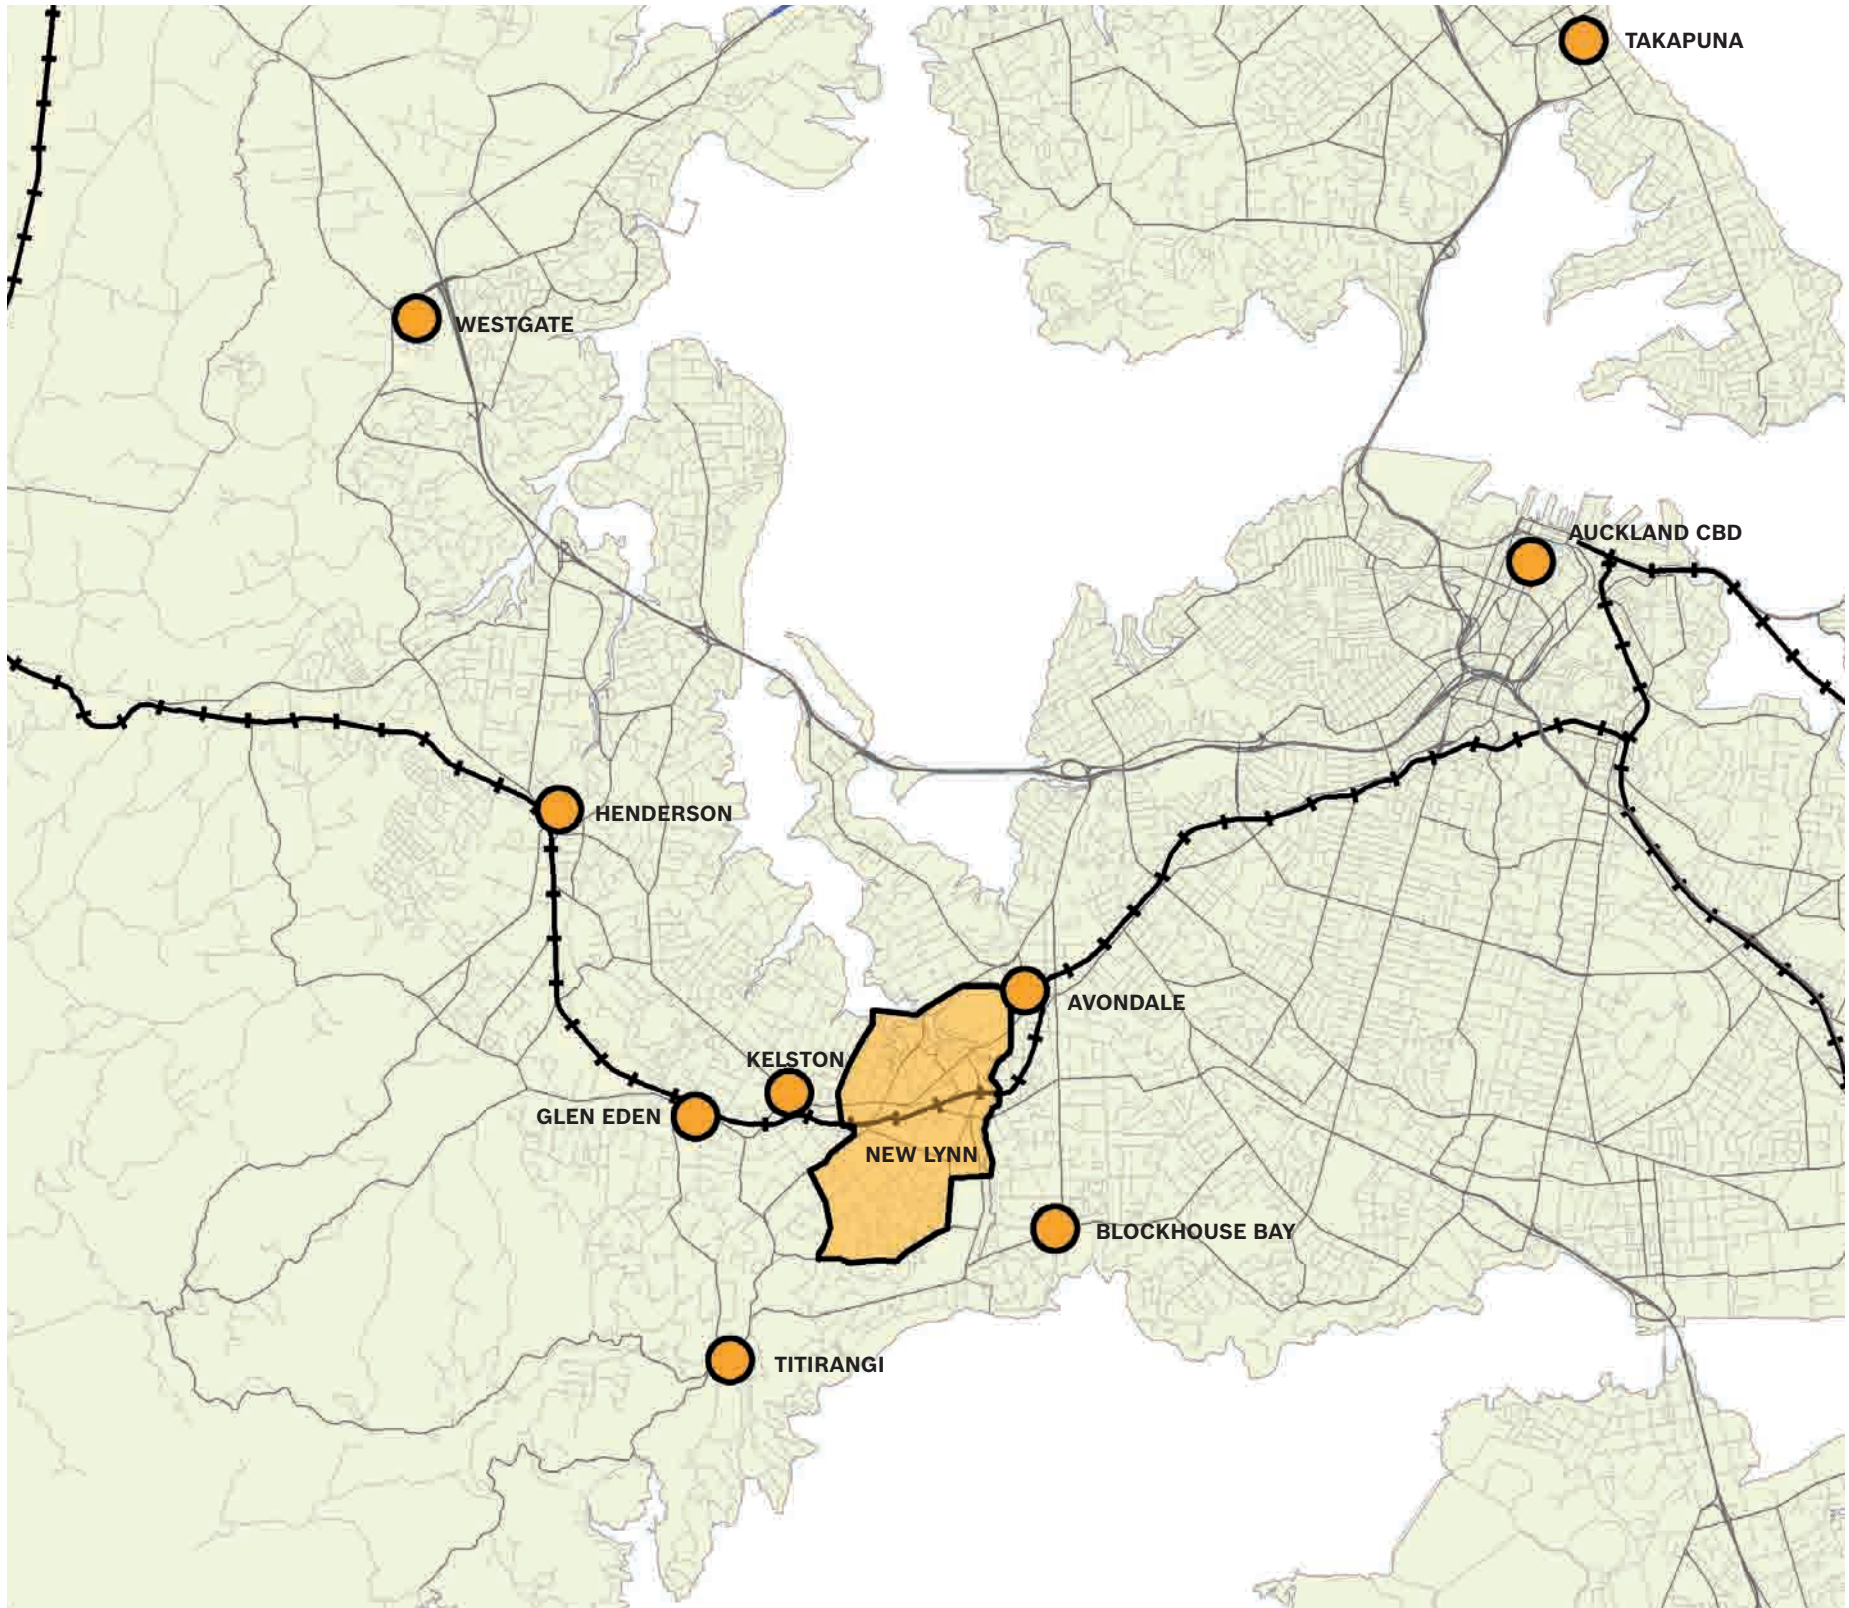 TAKAPUNA
WESTGATE
AUCKLAND CBD
HENDERSON
AVONDALE
KELSTON
GLEN EDEN
NEW LYNN
BLOCKHOUSE BAY
TITIRANGI